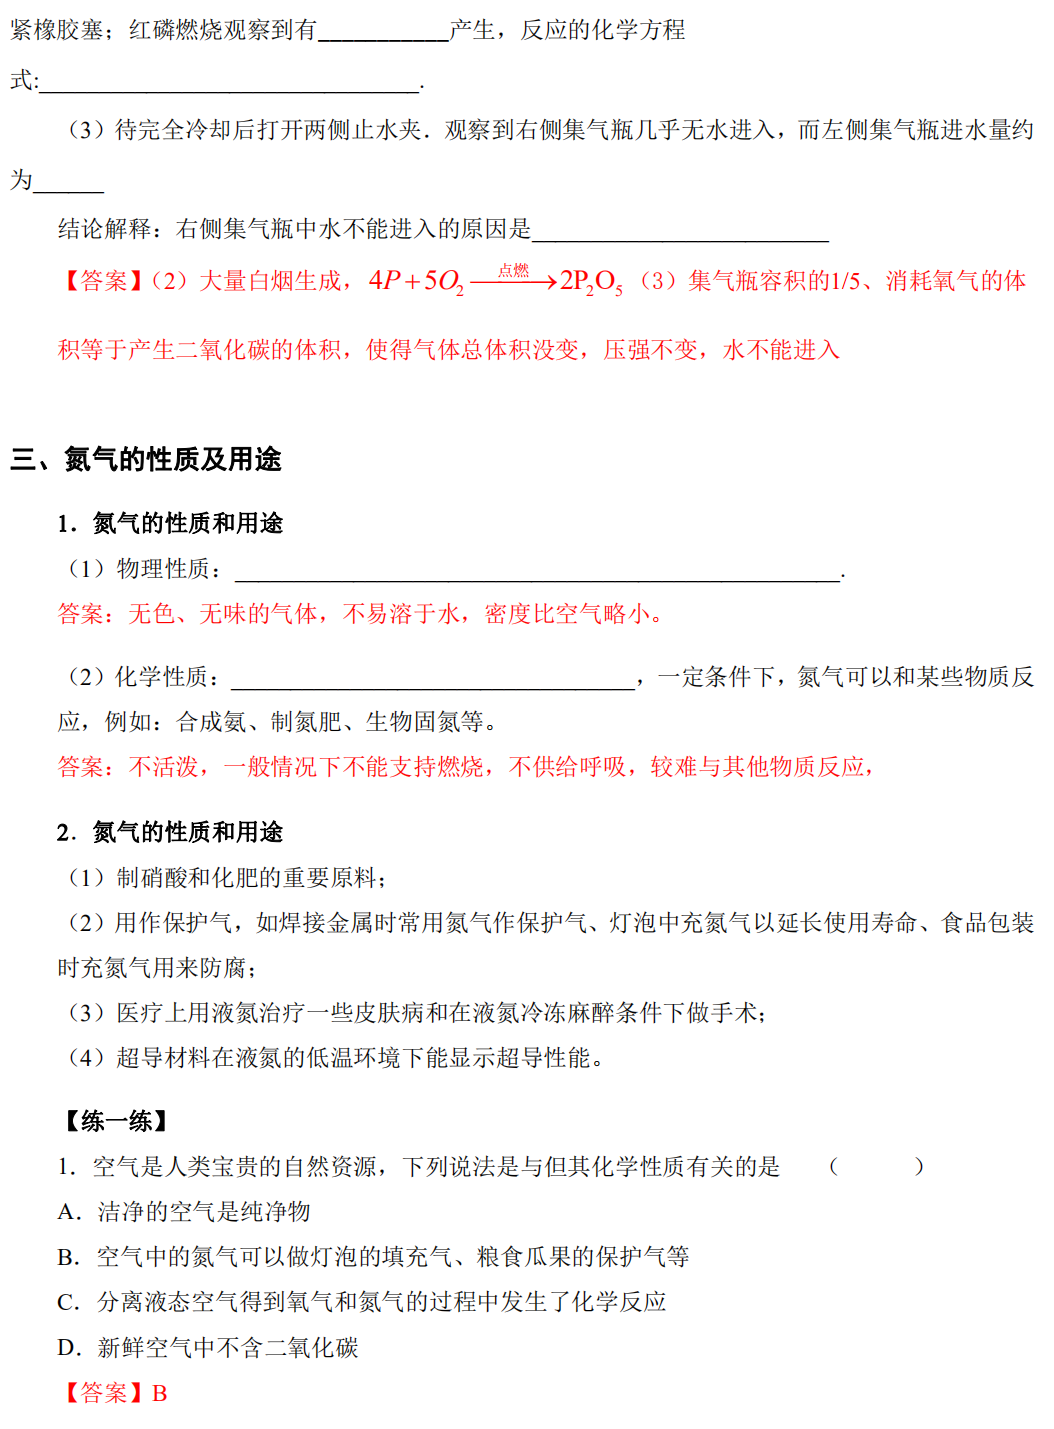 紧橡胶塞；红磷燃烧观察到有___________产生，反应的化学方程
式:________________________________.
（3）待完全冷却后打开两侧止水夹．观察到右侧集气瓶几乎无水进入，而左侧集气瓶进水量约
为______
结论解释：右侧集气瓶中水不能进入的原因是_________________________
【答案】（2）大量白烟生成，4P+5O₂ —点燃→ 2P₂O₅（3）集气瓶容积的1/5、消耗氧气的体
积等于产生二氧化碳的体积，使得气体总体积没变，压强不变，水不能进入
三、氮气的性质及用途
1．氮气的性质和用途
（1）物理性质：___________________________________________________.
答案：无色、无味的气体，不易溶于水，密度比空气略小。
（2）化学性质：__________________________________，一定条件下，氮气可以和某些物质反
应，例如：合成氨、制氮肥、生物固氮等。
答案：不活泼，一般情况下不能支持燃烧，不供给呼吸，较难与其他物质反应，
2．氮气的性质和用途
（1）制硝酸和化肥的重要原料；
（2）用作保护气，如焊接金属时常用氮气作保护气、灯泡中充氮气以延长使用寿命、食品包装
时充氮气用来防腐；
（3）医疗上用液氮治疗一些皮肤病和在液氮冷冻麻醉条件下做手术；
（4）超导材料在液氮的低温环境下能显示超导性能。
【练一练】
1．空气是人类宝贵的自然资源，下列说法是与但其化学性质有关的是 （ ）
A．洁净的空气是纯净物
B．空气中的氮气可以做灯泡的填充气、粮食瓜果的保护气等
C．分离液态空气得到氧气和氮气的过程中发生了化学反应
D．新鲜空气中不含二氧化碳
【答案】B